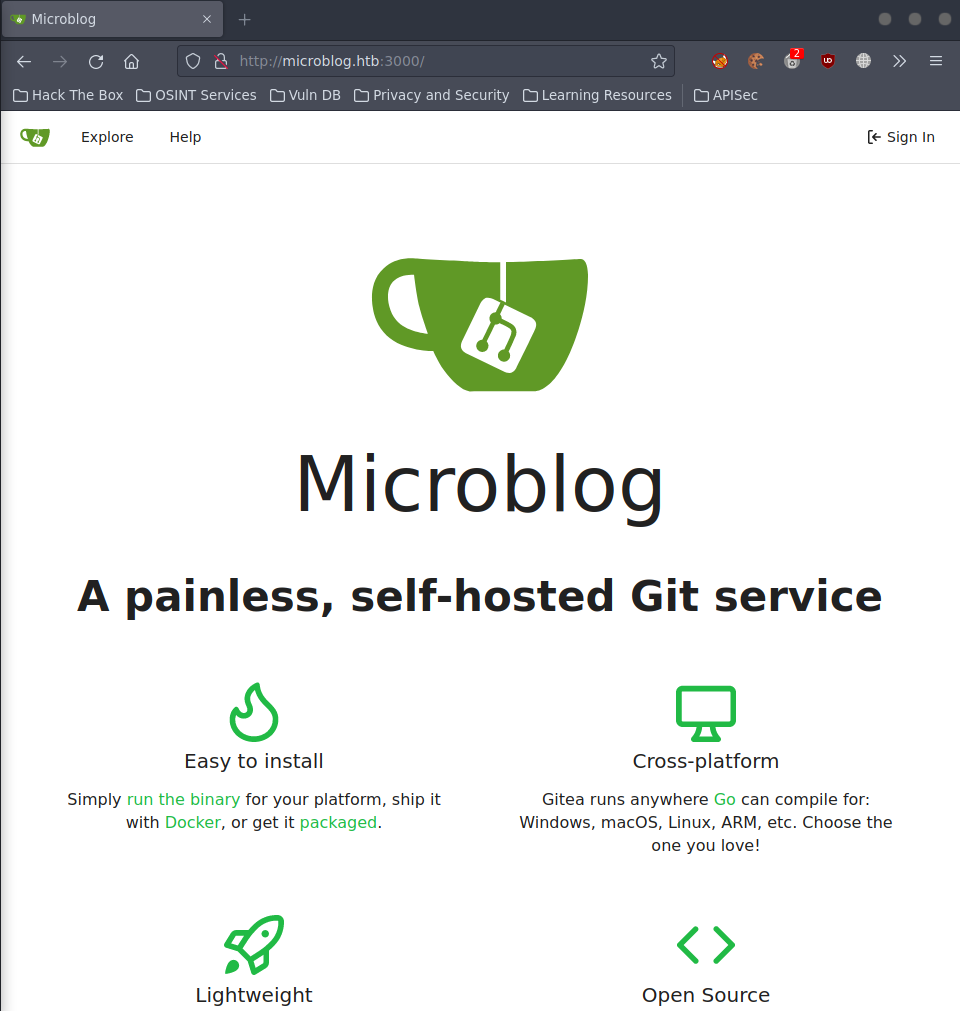 Microblog
http://microblog.htb:3000/
2
Hack The Box OSINT Services Vuln DB Privacy and Security Learning Resources APISec
Explore Help Sign In
Microblog
A painless, self-hosted Git service
Easy to install
Simply run the binary for your platform, ship it
with Docker, or get it packaged.
Cross-platform
Gitea runs anywhere Go can compile for:
Windows, macOS, Linux, ARM, etc. Choose the
one you love!
Lightweight
Open Source